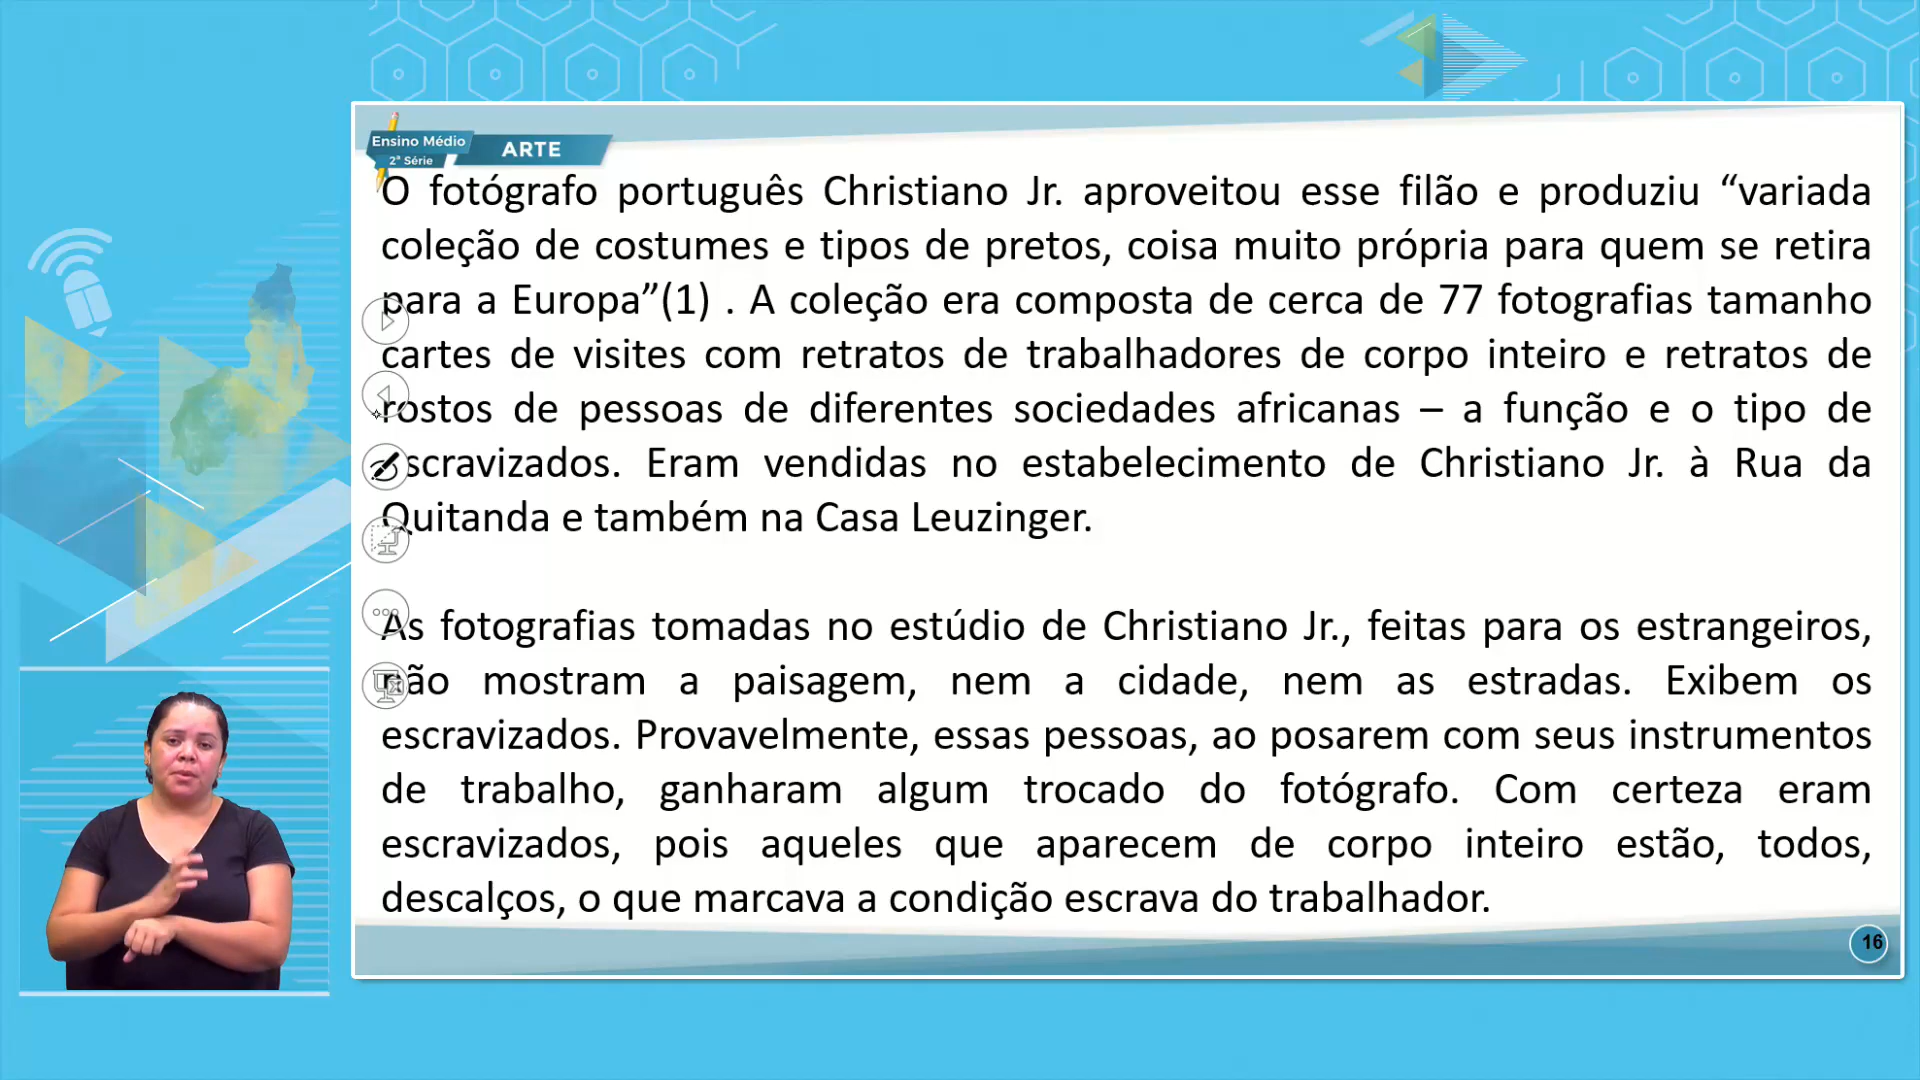 Ensino Médio
2ª Série
ARTE
O fotógrafo português Christiano Jr. aproveitou esse filão e produziu “variada
coleção de costumes e tipos de pretos, coisa muito própria para quem se retira
para a Europa”(1) . A coleção era composta de cerca de 77 fotografias tamanho
cartes de visites com retratos de trabalhadores de corpo inteiro e retratos de
rostos de pessoas de diferentes sociedades africanas – a função e o tipo de
escravizados. Eram vendidas no estabelecimento de Christiano Jr. à Rua da
Quitanda e também na Casa Leuzinger.
As fotografias tomadas no estúdio de Christiano Jr., feitas para os estrangeiros,
não mostram a paisagem, nem a cidade, nem as estradas. Exibem os
escravizados. Provavelmente, essas pessoas, ao posarem com seus instrumentos
de trabalho, ganharam algum trocado do fotógrafo. Com certeza eram
escravizados, pois aqueles que aparecem de corpo inteiro estão, todos,
descalços, o que marcava a condição escrava do trabalhador.
16